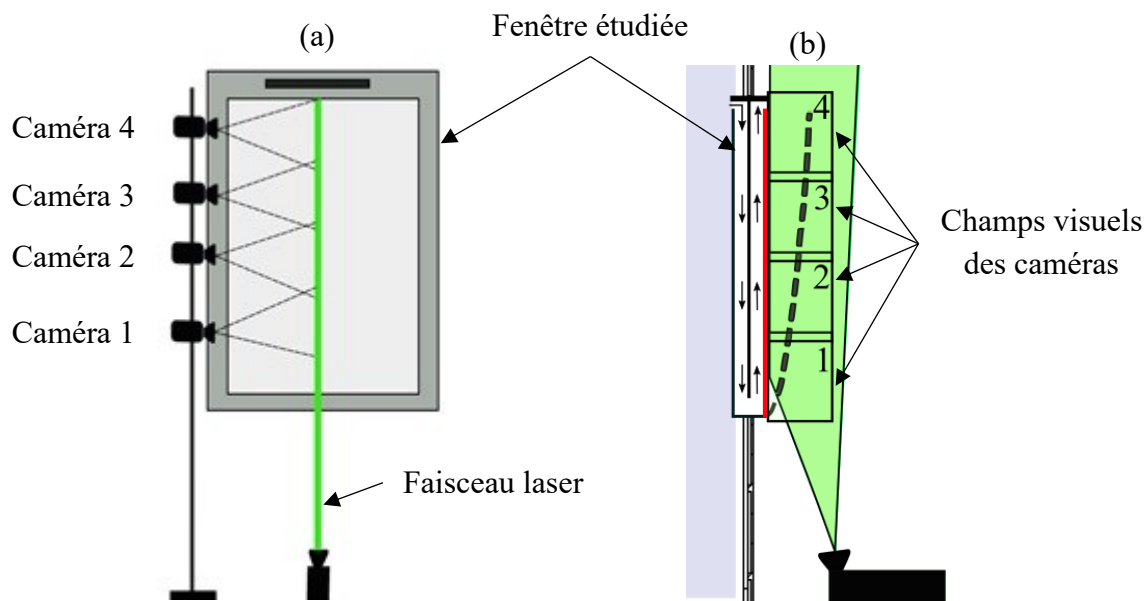 Fenêtre étudiée
(a)
(b)
Caméra 4
Caméra 3
Caméra 2
Caméra 1
4
3
2
1
Champs visuels
des caméras
Faisceau laser